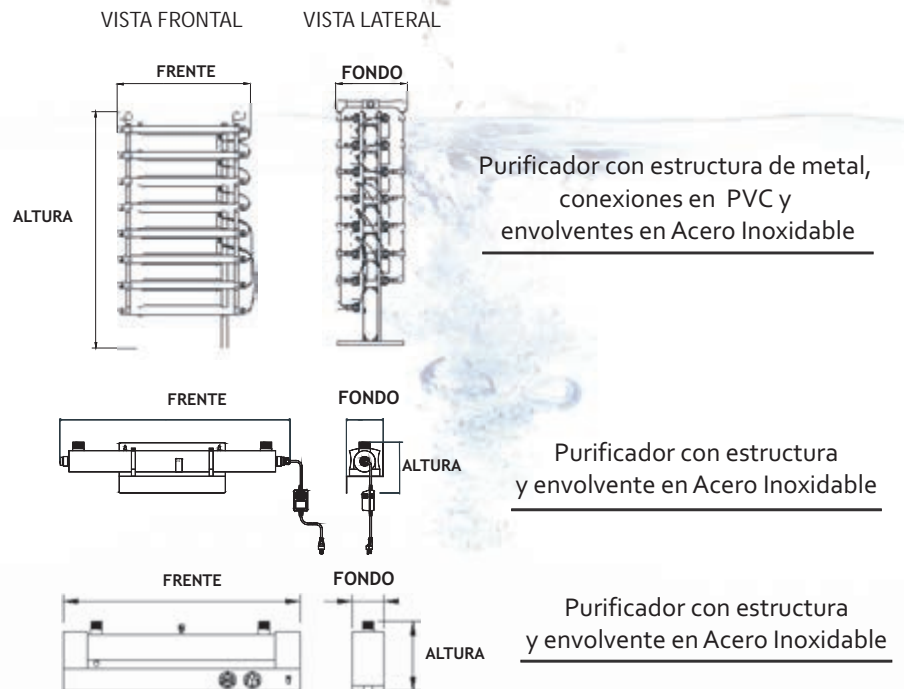 VISTA FRONTAL
VISTA LATERAL
FRENTE
FONDO
ALTURA
Purificador con estructura de metal,
conexiones en PVC y
envolventes en Acero Inoxidable
FRENTE
FONDO
ALTURA
Purificador con estructura
y envolvente en Acero Inoxidable
FRENTE
FONDO
ALTURA
Purificador con estructura
y envolvente en Acero Inoxidable